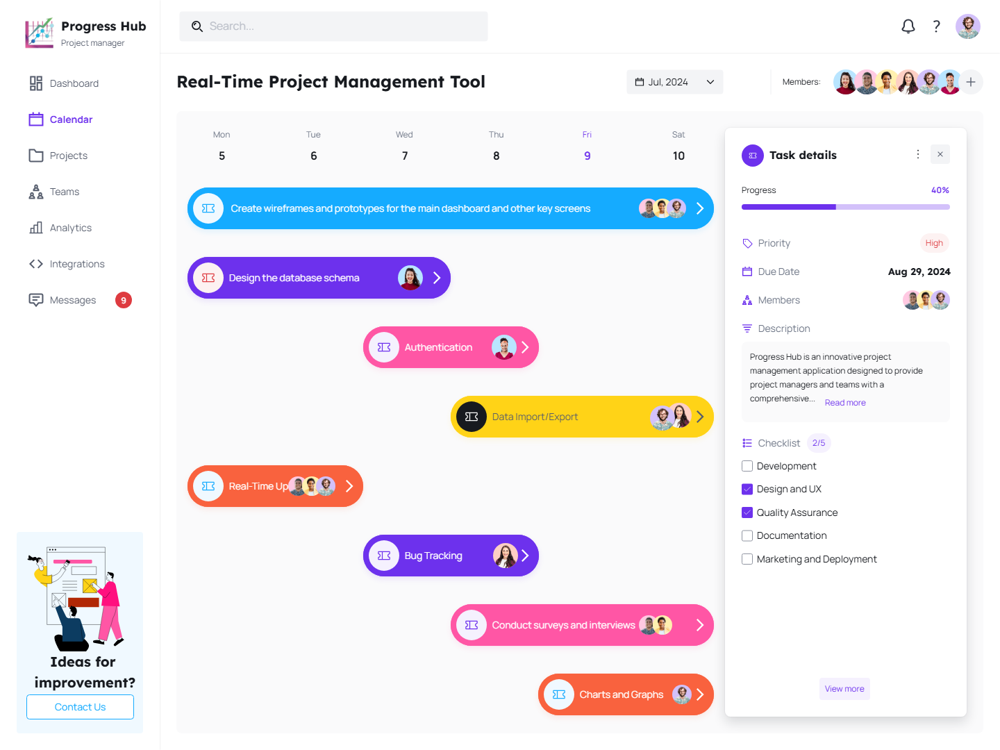 Progress Hub
Project manager
Dashboard
Calendar
Projects
Teams
Analytics
Integrations
Messages
9
Ideas for
improvement?
Contact Us
Search...
?
Real-Time Project Management Tool
Jul, 2024
Members:
Mon
Tue
Wed
Thu
Fri
Sat
5
6
7
8
9
10
Create wireframes and prototypes for the main dashboard and other key screens
Design the database schema
Authentication
Data Import/Export
Real-Time Up
Bug Tracking
Conduct surveys and interviews
Charts and Graphs
Task details
Progress
40%
Priority
High
Due Date
Aug 29, 2024
Members
Description
Progress Hub is an innovative project
management application designed to provide
project managers and teams with a
comprehensive... Read more
Checklist
2/5
Development
Design and UX
Quality Assurance
Documentation
Marketing and Deployment
View more